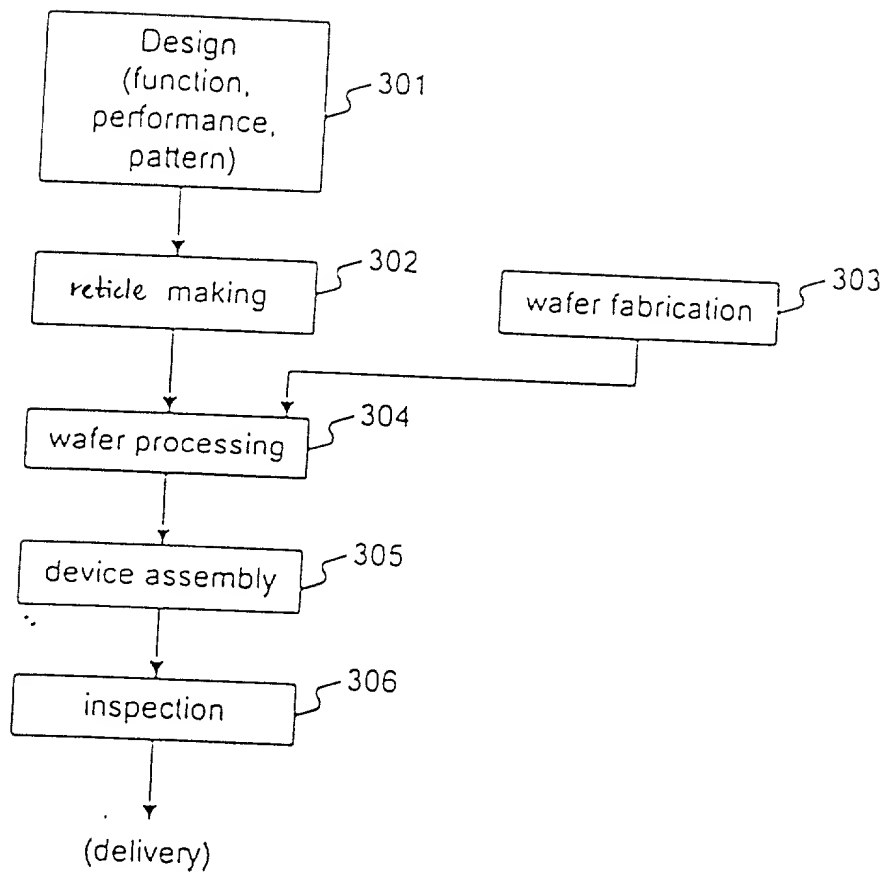 Design
(function,
performance,
pattern)
301
reticle making
302
wafer fabrication
303
wafer processing
304
device assembly
305
inspection
306
(delivery)